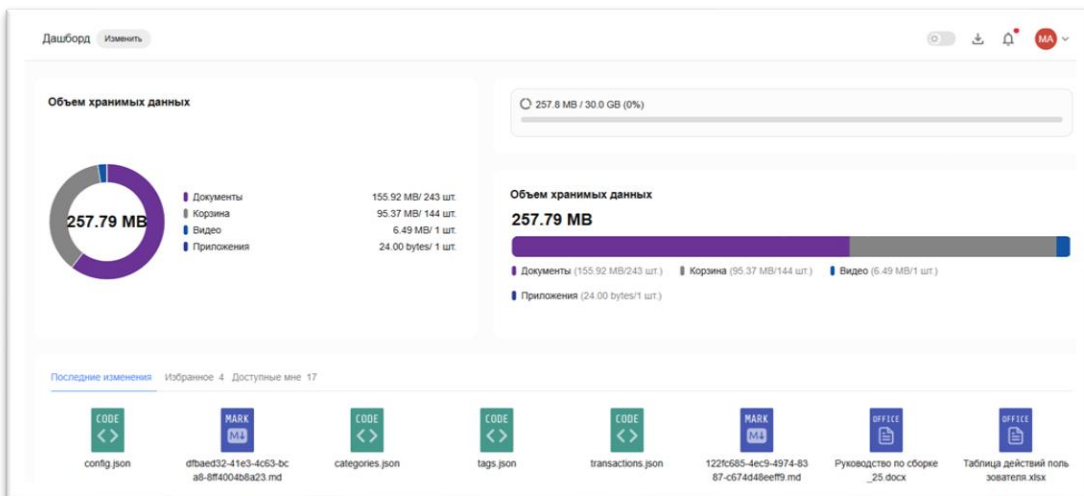 Дашборд Изменить
MA
Объем хранимых данных
257.79 MB
Документы 155.92 MB/ 243 шт.
Корзина 95.37 MB/ 144 шт.
Видео 6.49 MB/ 1 шт.
Приложения 24.00 bytes/ 1 шт.
257.8 MB / 30.0 GB (0%)
Объем хранимых данных
257.79 MB
Документы (155.92 MB/243 шт.) Корзина (95.37 MB/144 шт.) Видео (6.49 MB/1 шт.)
Приложения (24.00 bytes/1 шт.)
Последние изменения Избранное 4 Доступные мне 17
CODE MARK CODE CODE CODE MARK OFFICE OFFICE
M↓ M↓
config.json dfbaed32-41e3-4c63-bc categories.json tags.json transactions.json 122fc685-4ec9-4974-83 Руководство по сборке Таблица действий поль
a8-8ff4004b8a23.md 87-c674d48eeff9.md _25.docx зователя.xlsx